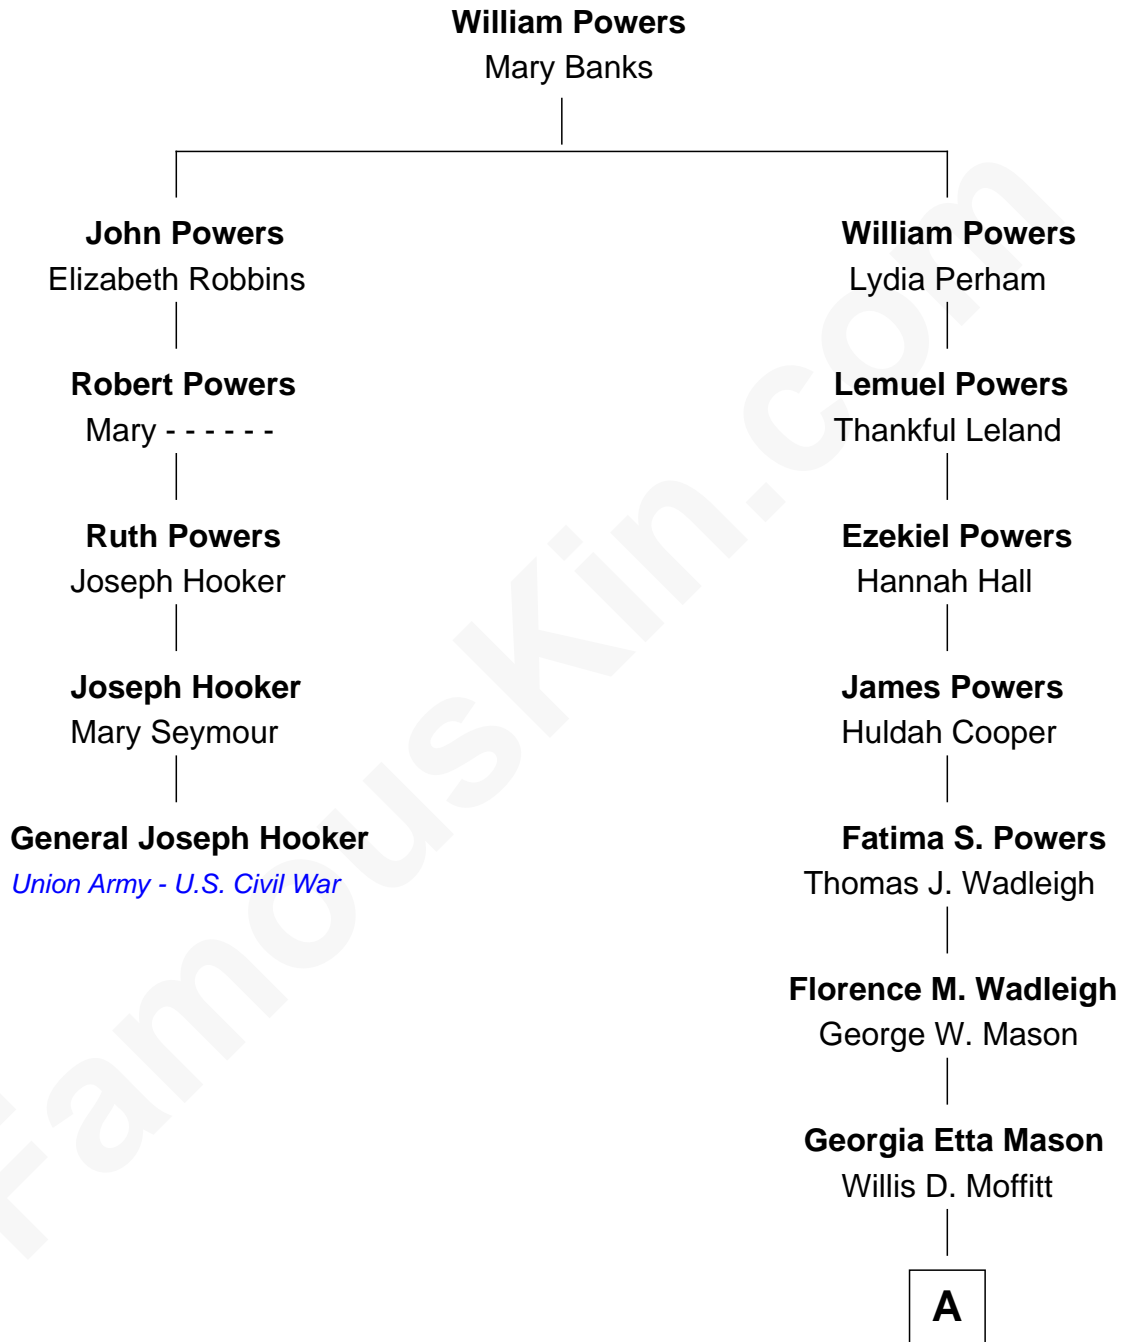 William Powers
Mary Banks
John Powers
Elizabeth Robbins
William Powers
Lydia Perham
Robert Powers
Mary - - - - - -
Lemuel Powers
Thankful Leland
Ruth Powers
Joseph Hooker
Ezekiel Powers
Hannah Hall
Joseph Hooker
Mary Seymour
James Powers
Huldah Cooper
General Joseph Hooker
Union Army - U.S. Civil War
Fatima S. Powers
Thomas J. Wadleigh
Florence M. Wadleigh
George W. Mason
Georgia Etta Mason
Willis D. Moffitt
A
FamousKin.com